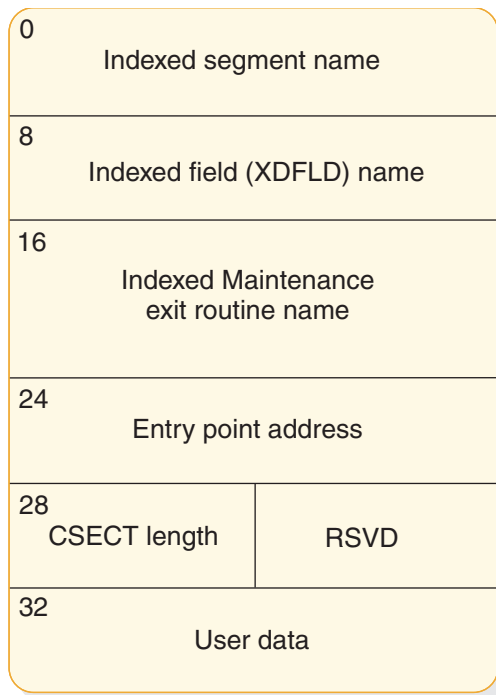 0
Indexed segment name
8
Indexed field (XDFLD) name
16
Indexed Maintenance
exit routine name
24
Entry point address
28
CSECT length
RSVD
32
User data